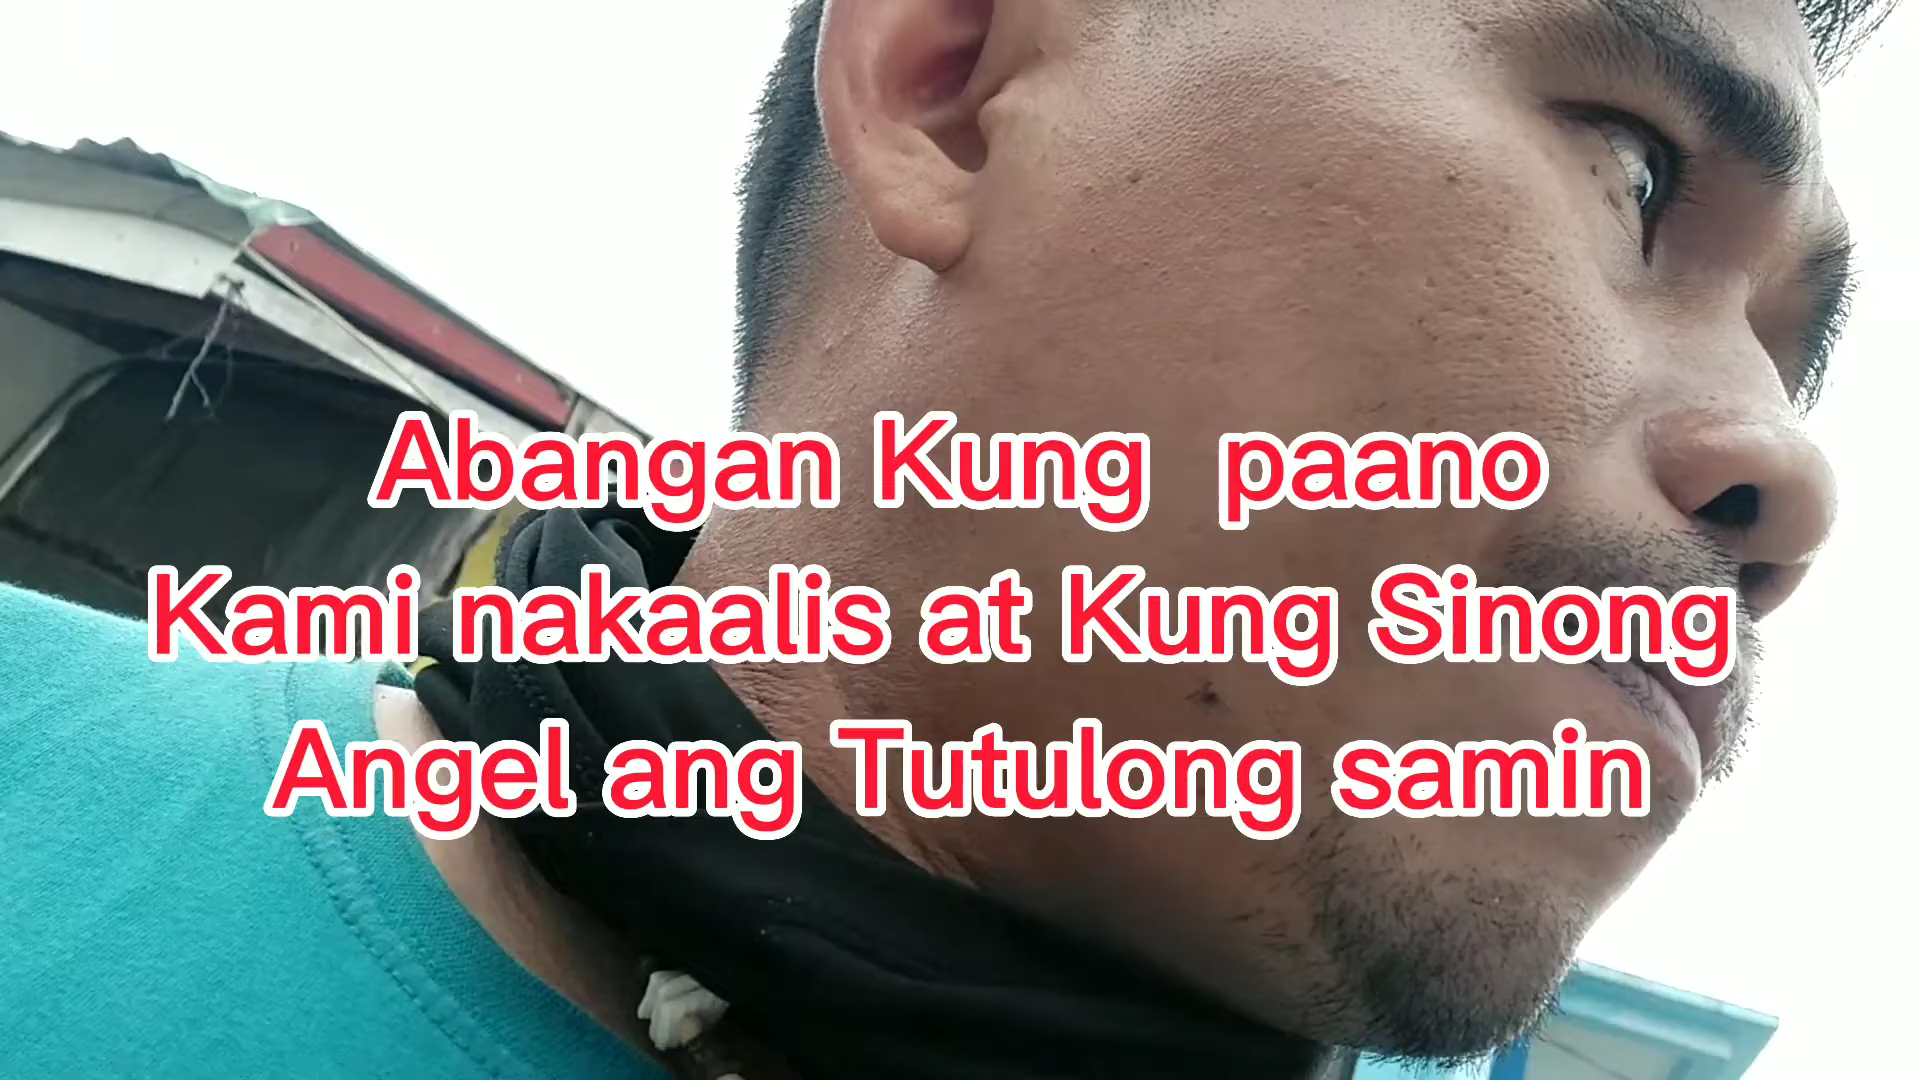 Abangan Kung paano
Kami nakaalis at Kung Sinong
Angel ang Tutulong samin